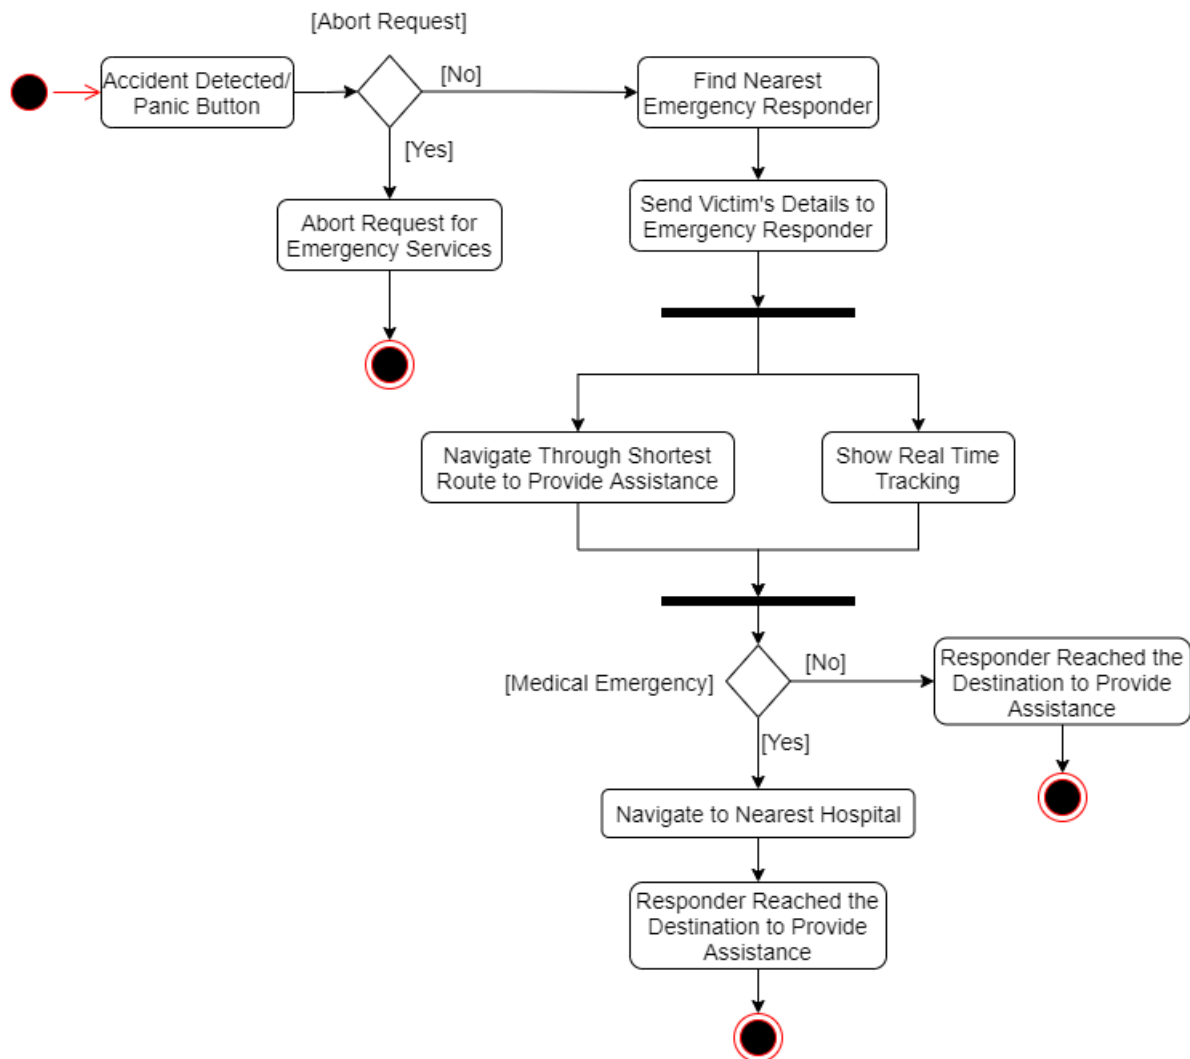 [Abort Request]
Accident Detected/
Panic Button
[No]
Find Nearest
Emergency Responder
[Yes]
Abort Request for
Emergency Services
Send Victim's Details to
Emergency Responder
Navigate Through Shortest
Route to Provide Assistance
Show Real Time
Tracking
[Medical Emergency]
[No]
Responder Reached the
Destination to Provide
Assistance
[Yes]
Navigate to Nearest Hospital
Responder Reached the
Destination to Provide
Assistance